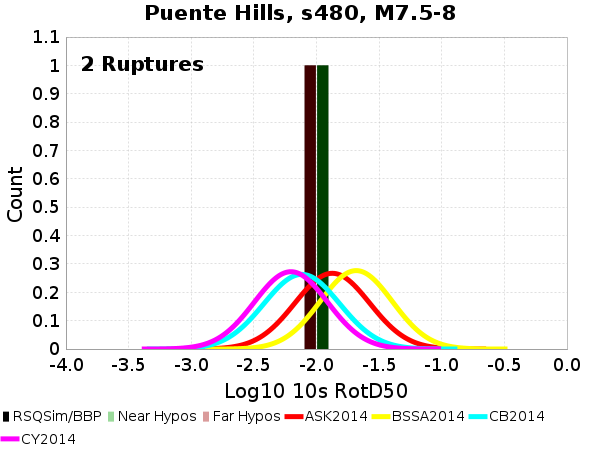 Puente Hills, s480, M7.5-8
2 Ruptures
1.1
1
0.9
0.8
0.7
0.6
0.5
0.4
0.3
0.2
0.1
0
Count
-4.0 -3.5 -3.0 -2.5 -2.0 -1.5 -1.0 -0.5 0.0
Log10 10s RotD50
RSQSim/BBP Near Hypos Far Hypos ASK2014 BSSA2014 CB2014
CY2014